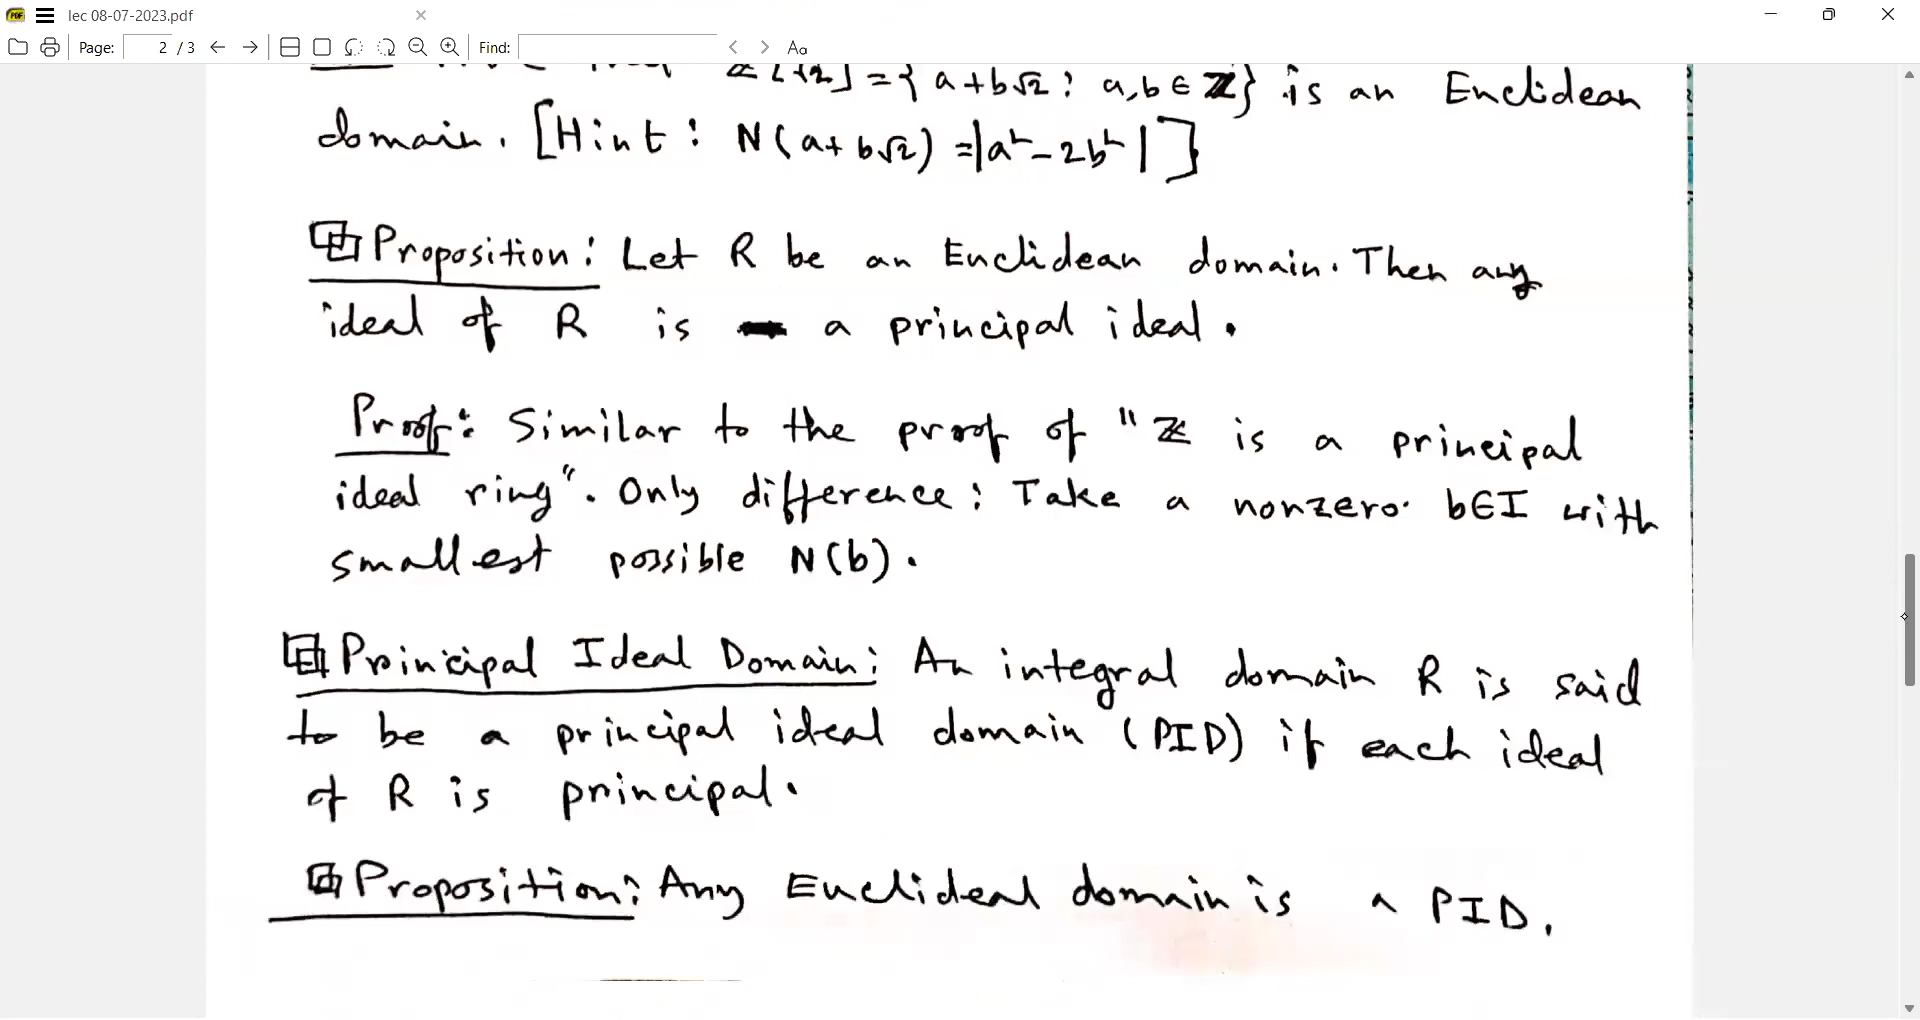 lec 08-07-2023.pdf
Page: 2 / 3 Find: Aa
ℤ[√2] = { a+b√2 : a,b ∈ ℤ} is an Euclidean
domain. [Hint : N(a+b√2) = |a² - 2b²| ]
Proposition: Let R be an Euclidean domain. Then any
ideal of R is a principal ideal.
Proof: Similar to the proof of "ℤ is a principal
ideal ring". Only difference: Take a nonzero b∈I with
smallest possible N(b).
Principal Ideal Domain: An integral domain R is said
to be a principal ideal domain (PID) if each ideal
of R is principal.
Proposition: Any Euclideal domain is a PID.